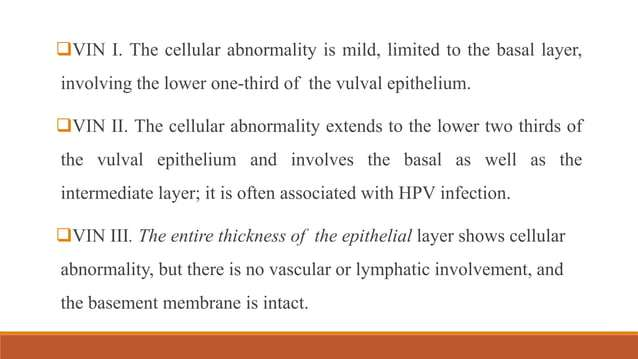 ❑VIN I. The cellular abnormality is mild, limited to the basal layer,
involving the lower one-third of the vulval epithelium.
❑VIN II. The cellular abnormality extends to the lower two thirds of
the vulval epithelium and involves the basal as well as the
intermediate layer; it is often associated with HPV infection.
❑VIN III. The entire thickness of the epithelial layer shows cellular
abnormality, but there is no vascular or lymphatic involvement, and
the basement membrane is intact.